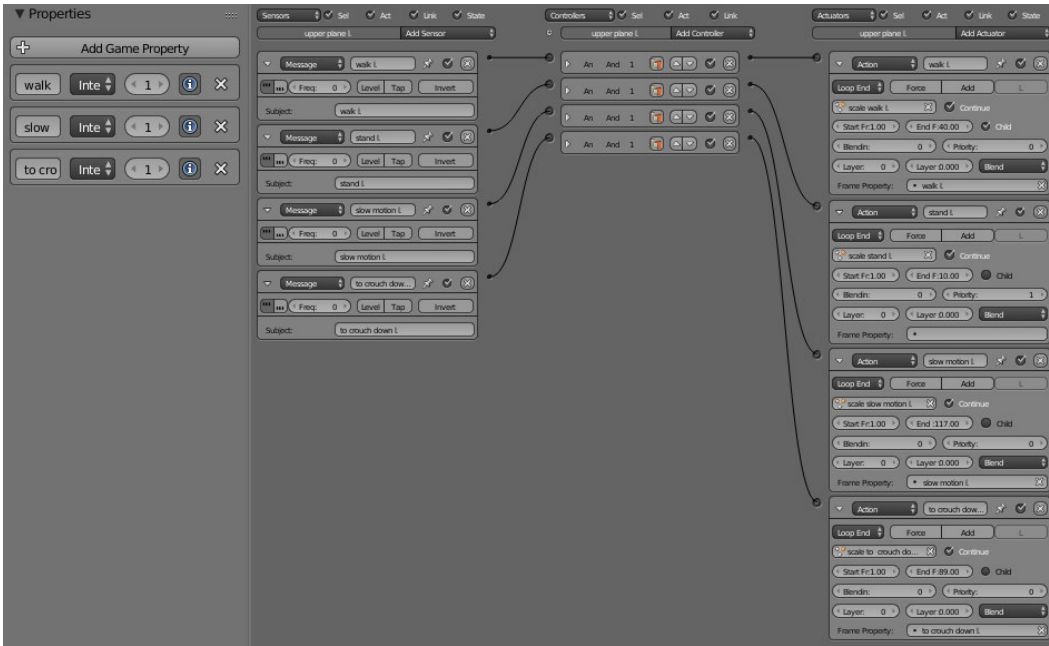 Properties
Add Game Property
walk Inte 1
slow Inte 1
to cro Inte 1
Sensors Sel Act Link State
upper plane l. Add Sensor
Message walk l.
Freq: 0 Level Tap Invert
Subject: walk l.
Message stand l.
Freq: 0 Level Tap Invert
Subject: stand l.
Message slow motion l.
Freq: 0 Level Tap Invert
Subject: slow motion l.
Message to crouch dow...
Freq: 0 Level Tap Invert
Subject: to crouch down l.
Controllers Sel Act Link
upper plane l. Add Controller
An And 1
An And 1
An And 1
An And 1
Actuators Sel Act Link State
upper plane l. Add Actuator
Action walk l.
Loop End Force Add L
scale walk l. Continue
Start Fr:1.00 End F:40.00 Child
Blendin: 0 Priority: 0
Layer: 0 Layer :0.000 Blend
Frame Property: walk l.
Action stand l.
Loop End Force Add L
scale stand l. Continue
Start Fr:1.00 End F:10.00 Child
Blendin: 0 Priority: 1
Layer: 0 Layer :0.000 Blend
Frame Property:
Action slow motion l.
Loop End Force Add L
scale slow motion l. Continue
Start Fr:1.00 End :117.00 Child
Blendin: 0 Priority: 0
Layer: 0 Layer :0.000 Blend
Frame Property: slow motion l.
Action to crouch dow...
Loop End Force Add L
scale to crouch do... Continue
Start Fr:1.00 End F:89.00 Child
Blendin: 0 Priority: 0
Layer: 0 Layer :0.000 Blend
Frame Property: to crouch down l.